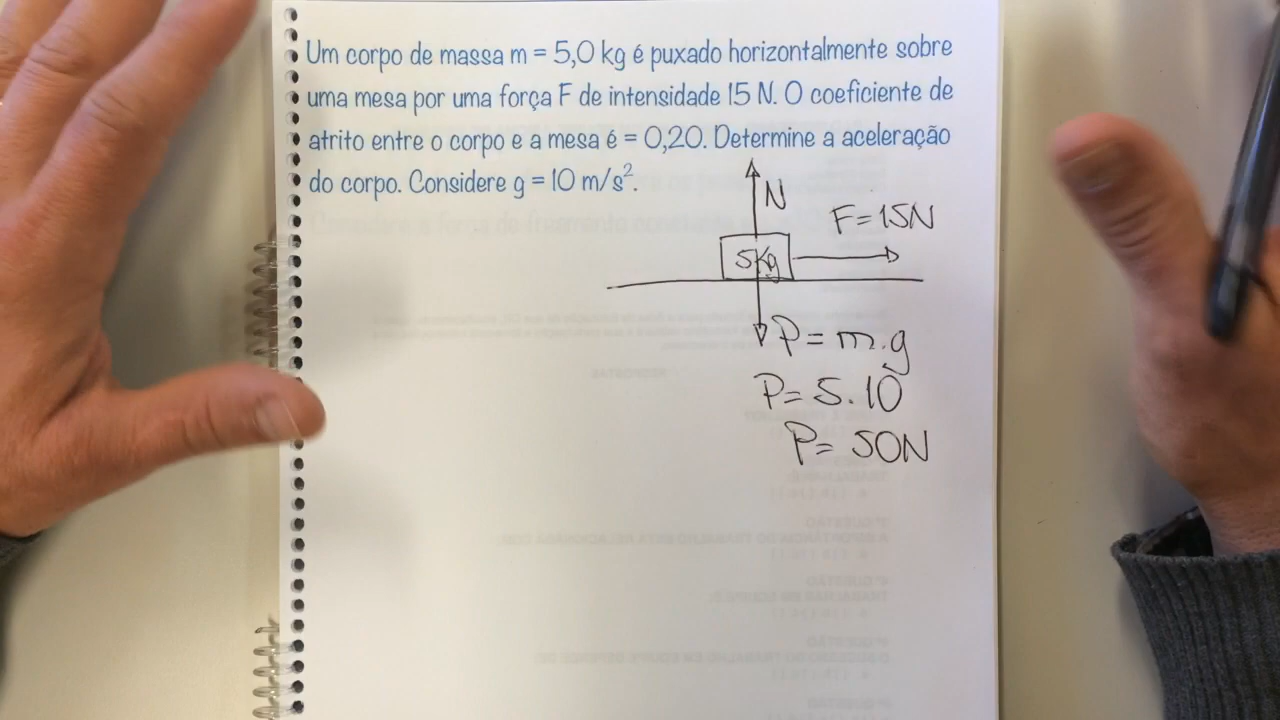 Um corpo de massa m = 5,0 kg é puxado horizontalmente sobre
uma mesa por uma força F de intensidade 15 N. O coeficiente de
atrito entre o corpo e a mesa é = 0,20. Determine a aceleração
do corpo. Considere g = 10 m/s².
N
F=15N
5Kg
P= m.g
P= 5.10
P= 50N